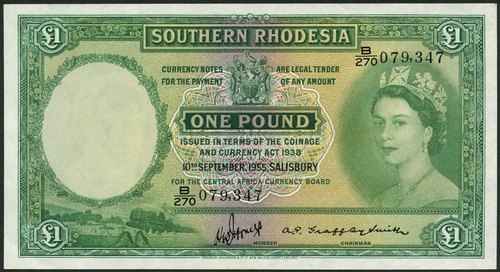 £1 SOUTHERN RHODESIA £1
B/270 079,347
CURRENCY NOTES ARE LEGAL TENDER
FOR THE PAYMENT OF ANY AMOUNT
ONE POUND
ISSUED IN TERMS OF THE COINAGE
AND CURRENCY ACT 1938
10TH SEPTEMBER, 1955, SALISBURY
FOR THE CENTRAL AFRICA CURRENCY BOARD
B/270 079,347
MEMBER CHAIRMAN
£1 £1